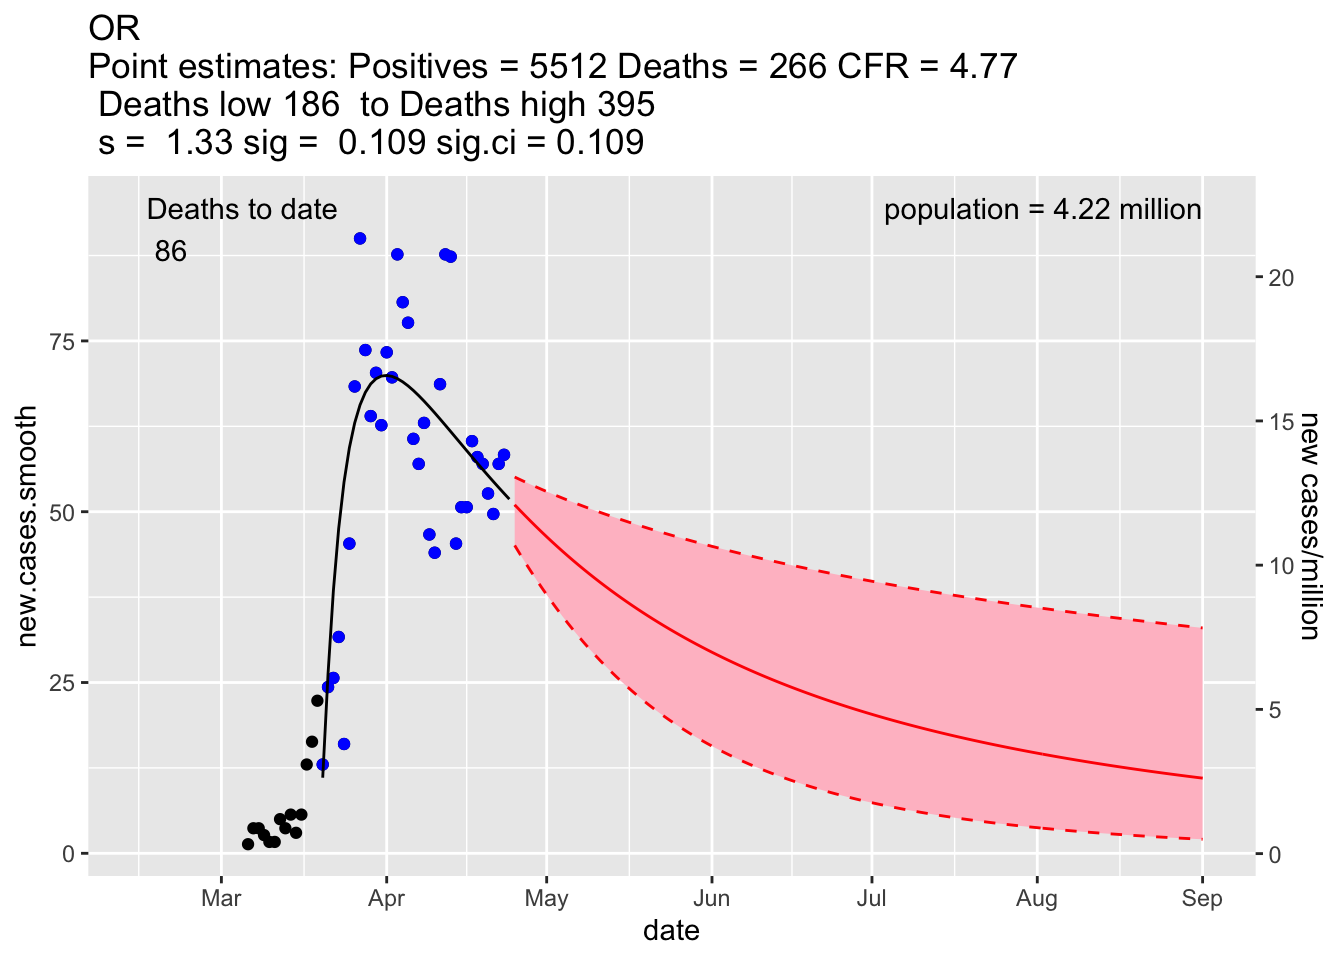 OR
Point estimates: Positives = 5512 Deaths = 266 CFR = 4.77
Deaths low 186  to Deaths high 395
s =  1.33 sig =  0.109 sig.ci = 0.109
Deaths to date
86
population = 4.22 million
new.cases.smooth
75
50
25
0
20
15
10
5
0
new cases/million
Mar
Apr
May
Jun
Jul
Aug
Sep
date